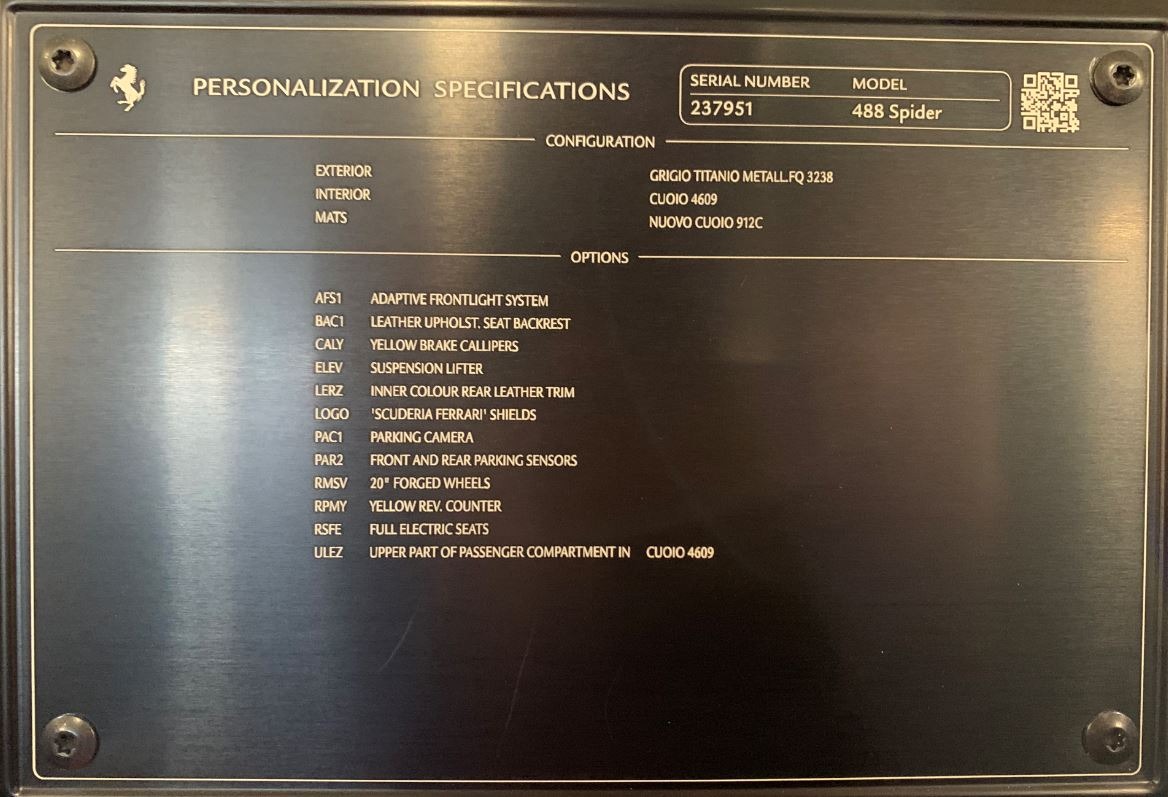 PERSONALIZATION SPECIFICATIONS
SERIAL NUMBER MODEL
237951 488 Spider
CONFIGURATION
EXTERIOR GRIGIO TITANIO METALL.FQ 3238
INTERIOR CUOIO 4609
MATS NUOVO CUOIO 912C
OPTIONS
AFS1 ADAPTIVE FRONTLIGHT SYSTEM
BAC1 LEATHER UPHOLST. SEAT BACKREST
CALY YELLOW BRAKE CALLIPERS
ELEV SUSPENSION LIFTER
LERZ INNER COLOUR REAR LEATHER TRIM
LOGO 'SCUDERIA FERRARI' SHIELDS
PAC1 PARKING CAMERA
PAR2 FRONT AND REAR PARKING SENSORS
RMSV 20" FORGED WHEELS
RPMY YELLOW REV. COUNTER
RSFE FULL ELECTRIC SEATS
ULEZ UPPER PART OF PASSENGER COMPARTMENT IN CUOIO 4609